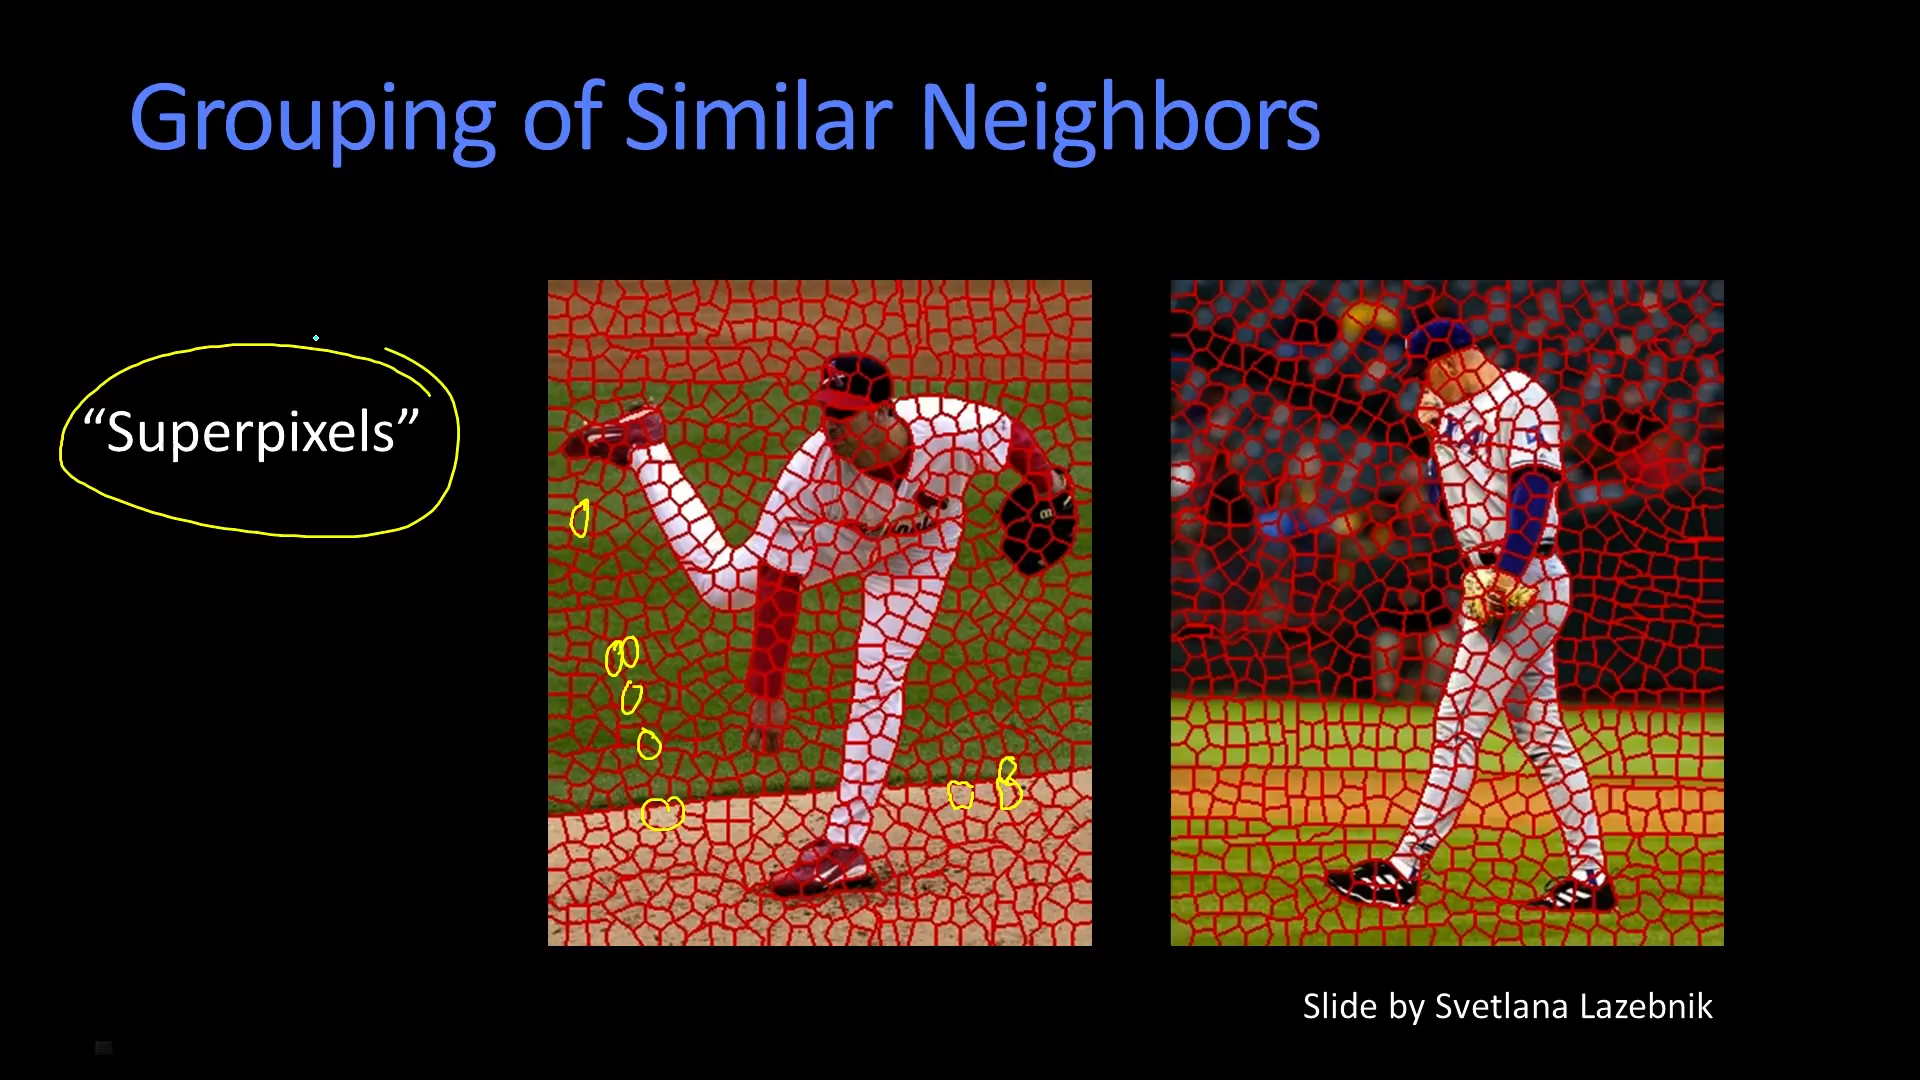 Grouping of Similar Neighbors
“Superpixels”
Slide by Svetlana Lazebnik